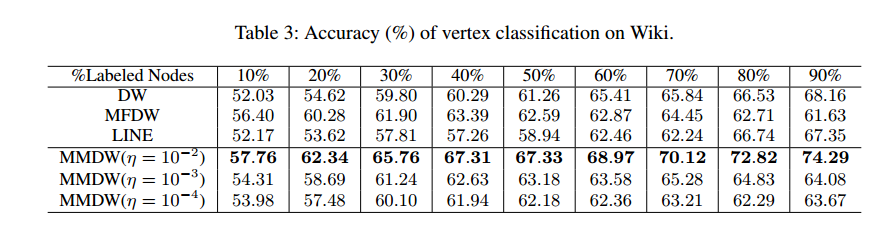 Table 3: Accuracy (%) of vertex classification on Wiki.
%Labeled Nodes 10% 20% 30% 40% 50% 60% 70% 80% 90%
DW 52.03 54.62 59.80 60.29 61.26 65.41 65.84 66.53 68.16
MFDW 56.40 60.28 61.90 63.39 62.59 62.87 64.45 62.71 61.63
LINE 52.17 53.62 57.81 57.26 58.94 62.46 62.24 66.74 67.35
MMDW(η = 10⁻²) 57.76 62.34 65.76 67.31 67.33 68.97 70.12 72.82 74.29
MMDW(η = 10⁻³) 54.31 58.69 61.24 62.63 63.18 63.58 65.28 64.83 64.08
MMDW(η = 10⁻⁴) 53.98 57.48 60.10 61.94 62.18 62.36 63.21 62.29 63.67